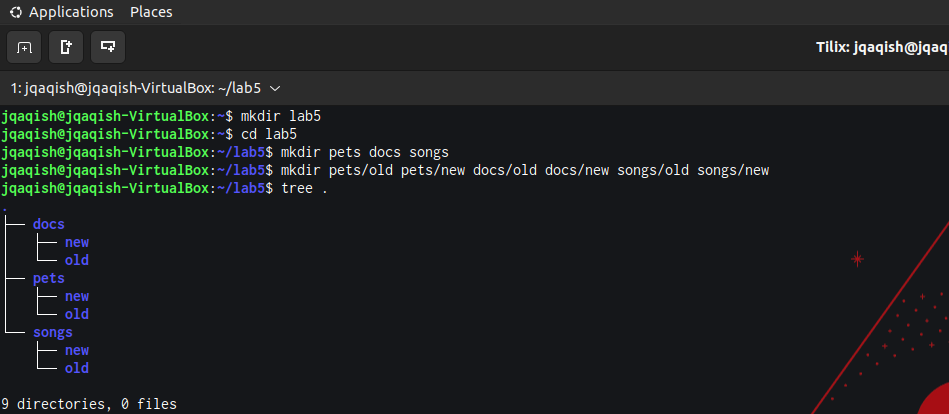 Applications Places
Tilix: jqaqish@jqaq
1: jqaqish@jqaqish-VirtualBox: ~/lab5
jqaqish@jqaqish-VirtualBox:~$ mkdir lab5
jqaqish@jqaqish-VirtualBox:~$ cd lab5
jqaqish@jqaqish-VirtualBox:~/lab5$ mkdir pets docs songs
jqaqish@jqaqish-VirtualBox:~/lab5$ mkdir pets/old pets/new docs/old docs/new songs/old songs/new
jqaqish@jqaqish-VirtualBox:~/lab5$ tree .
.
├── docs
│   ├── new
│   └── old
├── pets
│   ├── new
│   └── old
└── songs
    ├── new
    └── old
9 directories, 0 files